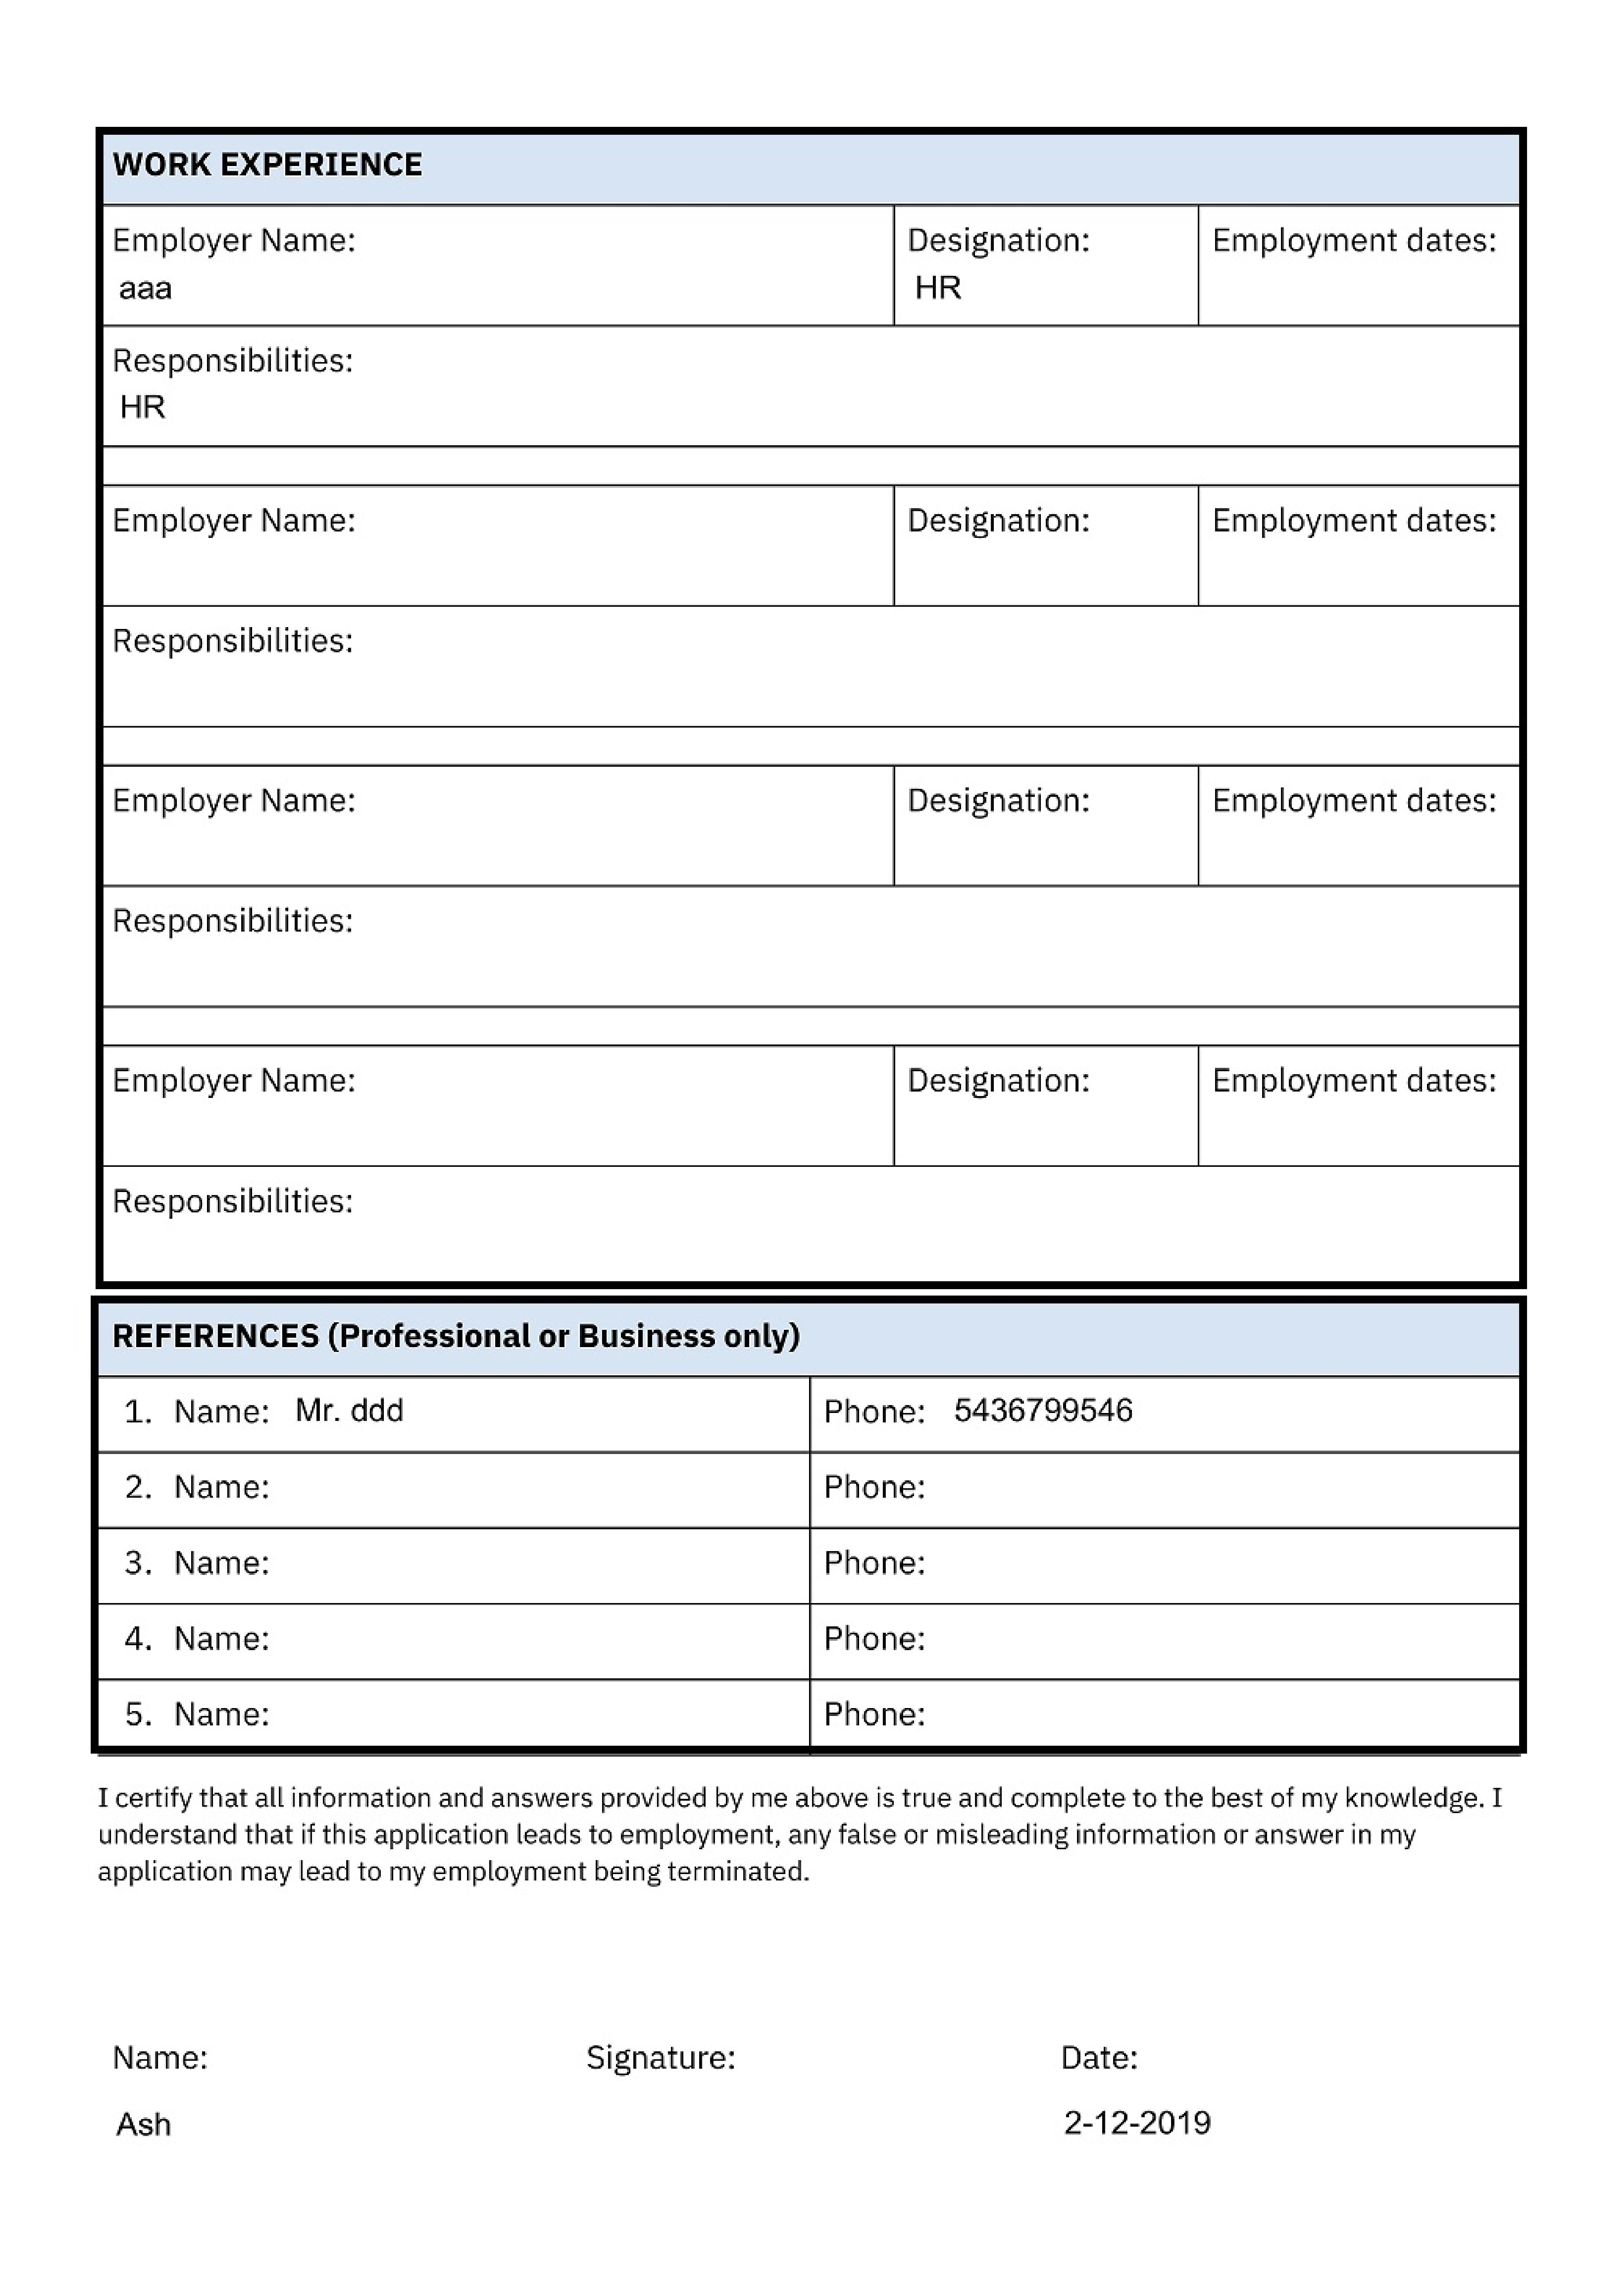 WORK EXPERIENCE
Employer Name: Designation: Employment dates:
aaa HR
Responsibilities:
HR
Employer Name: Designation: Employment dates:
Responsibilities:
Employer Name: Designation: Employment dates:
Responsibilities:
Employer Name: Designation: Employment dates:
Responsibilities:
REFERENCES (Professional or Business only)
1. Name: Mr. ddd Phone: 5436799546
2. Name: Phone:
3. Name: Phone:
4. Name: Phone:
5. Name: Phone:
I certify that all information and answers provided by me above is true and complete to the best of my knowledge. I
understand that if this application leads to employment, any false or misleading information or answer in my
application may lead to my employment being terminated.
Name: Signature: Date:
Ash 2-12-2019